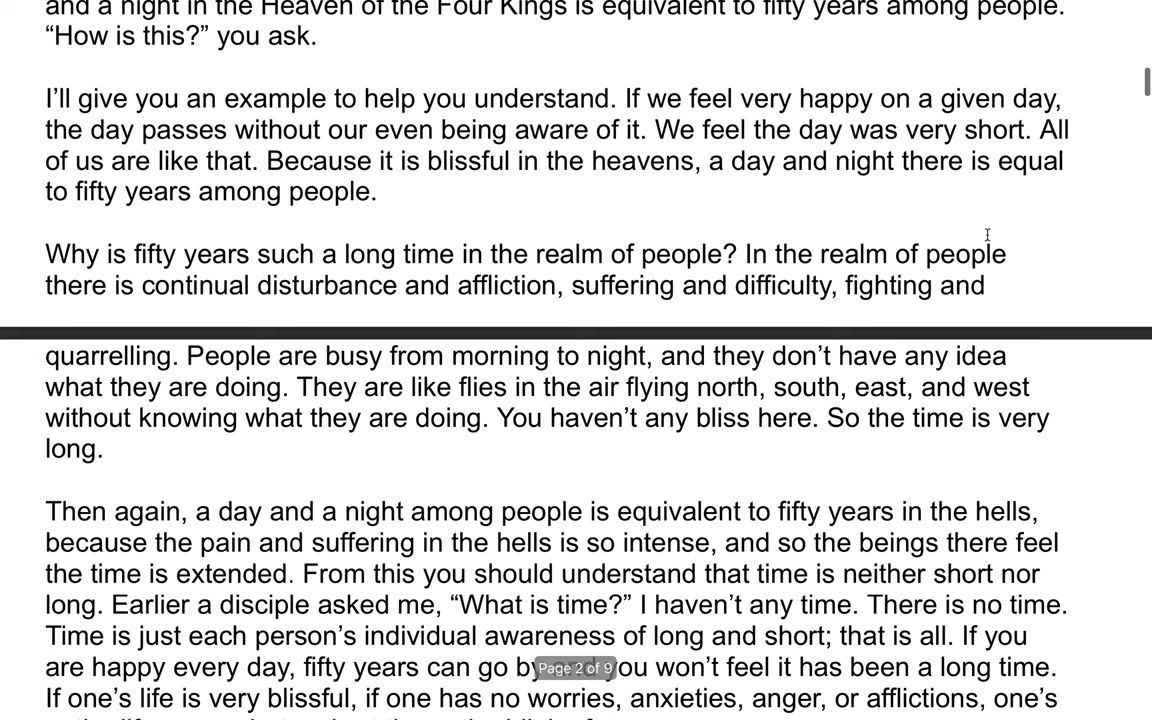 and a night in the Heaven of the Four Kings is equivalent to fifty years among people.
“How is this?” you ask.
I’ll give you an example to help you understand. If we feel very happy on a given day,
the day passes without our even being aware of it. We feel the day was very short. All
of us are like that. Because it is blissful in the heavens, a day and night there is equal
to fifty years among people.
Why is fifty years such a long time in the realm of people? In the realm of people
there is continual disturbance and affliction, suffering and difficulty, fighting and
quarrelling. People are busy from morning to night, and they don’t have any idea
what they are doing. They are like flies in the air flying north, south, east, and west
without knowing what they are doing. You haven’t any bliss here. So the time is very
long.
Then again, a day and a night among people is equivalent to fifty years in the hells,
because the pain and suffering in the hells is so intense, and so the beings there feel
the time is extended. From this you should understand that time is neither short nor
long. Earlier a disciple asked me, “What is time?” I haven’t any time. There is no time.
Time is just each person’s individual awareness of long and short; that is all. If you
are happy every day, fifty years can go by you won’t feel it has been a long time.
Page 2 of 9
If one’s life is very blissful, if one has no worries, anxieties, anger, or afflictions, one’s